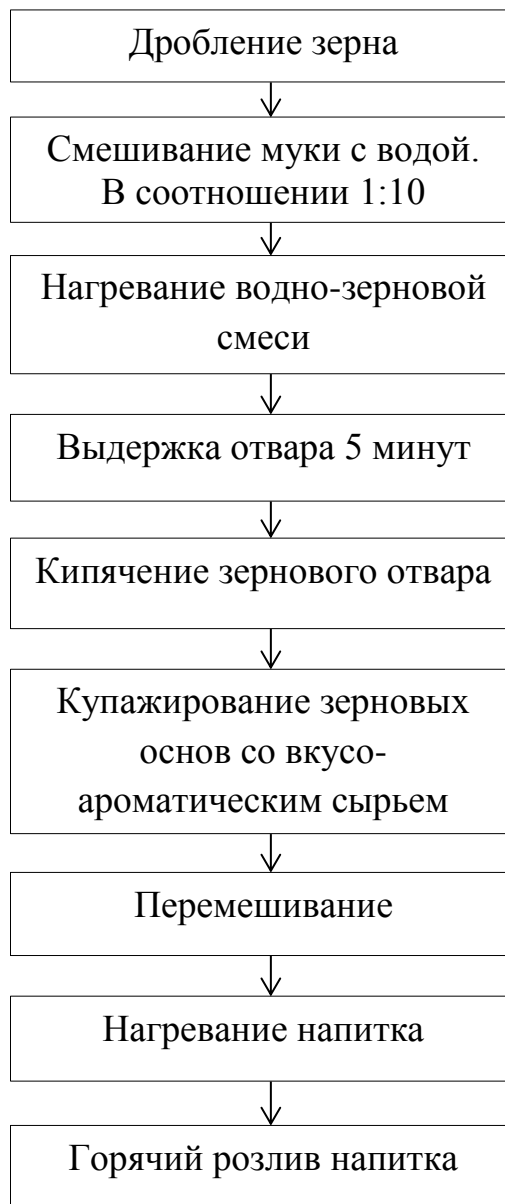 Дробление зерна
Смешивание муки с водой.
В соотношении 1:10
Нагревание водно-зерновой
смеси
Выдержка отвара 5 минут
Кипячение зернового отвара
Купажирование зерновых
основ со вкусо-
ароматическим сырьем
Перемешивание
Нагревание напитка
Горячий розлив напитка